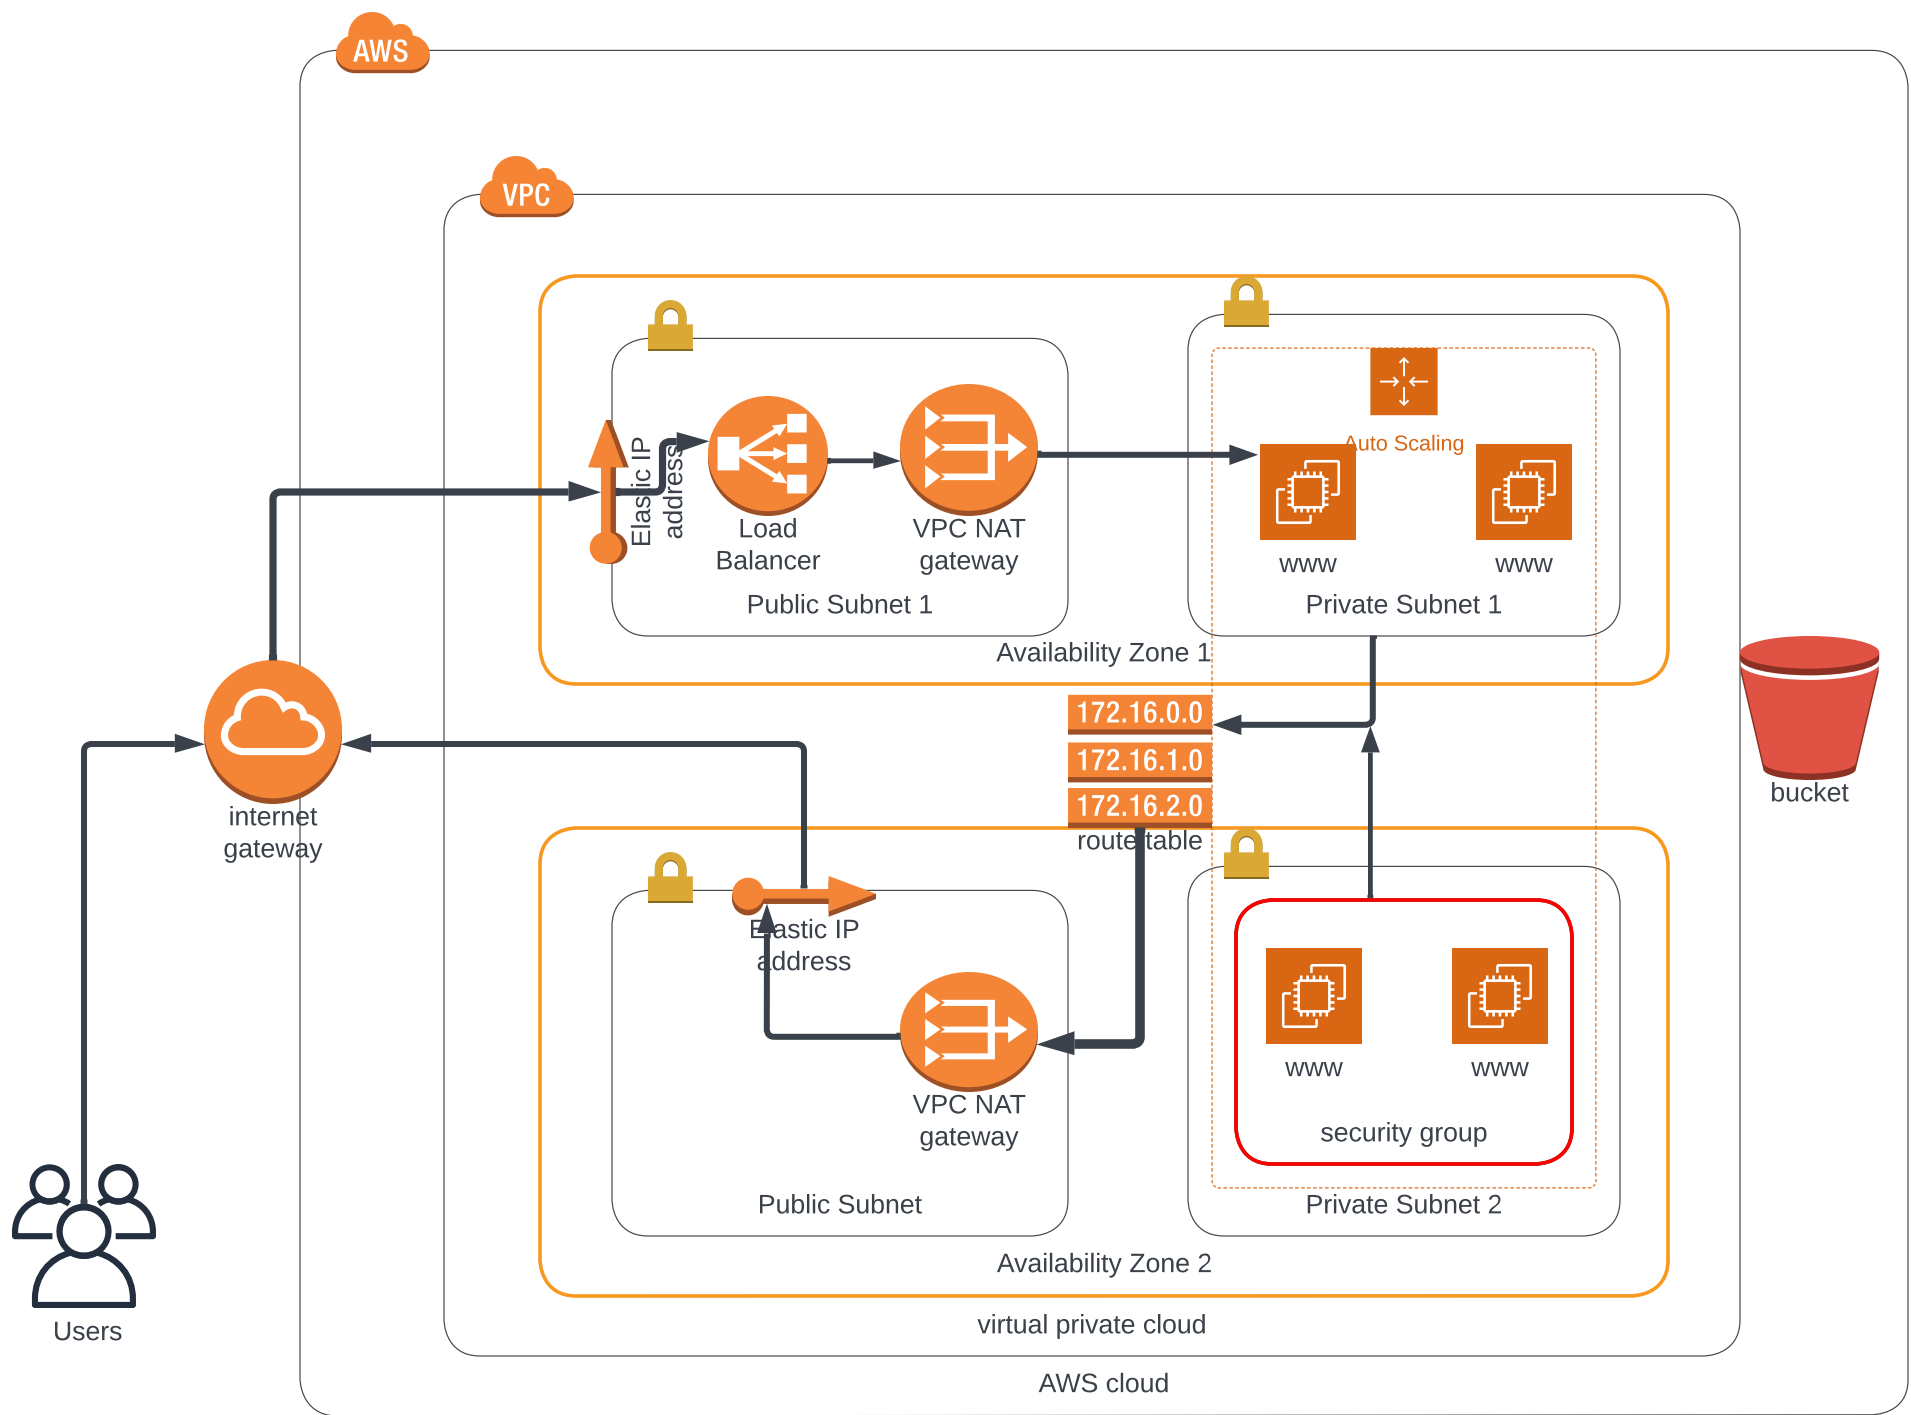 AWS
VPC
Elastic IP
address
Load
Balancer
VPC NAT
gateway
Public Subnet 1
Auto Scaling
www
www
Private Subnet 1
Availability Zone 1
172.16.0.0
172.16.1.0
172.16.2.0
route table
internet
gateway
bucket
Elastic IP
address
VPC NAT
gateway
Public Subnet
www
www
security group
Private Subnet 2
Availability Zone 2
virtual private cloud
AWS cloud
Users